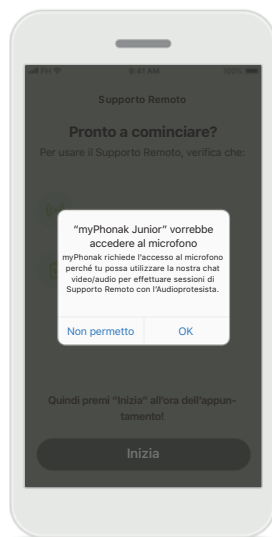 PH
9:41 AM
100%
Supporto Remoto
Pronto a cominciare?
Per usare il Supporto Remoto, verifica che:
“myPhonak Junior” vorrebbe
accedere al microfono
myPhonak richiede l’accesso al microfono
perché tu possa utilizzare la nostra chat
video/audio per effettuare sessioni di
Supporto Remoto con l’Audioprotesista.
Non permetto
OK
Quindi premi “Inizia” all’ora dell’appun-
tamento!
Inizia